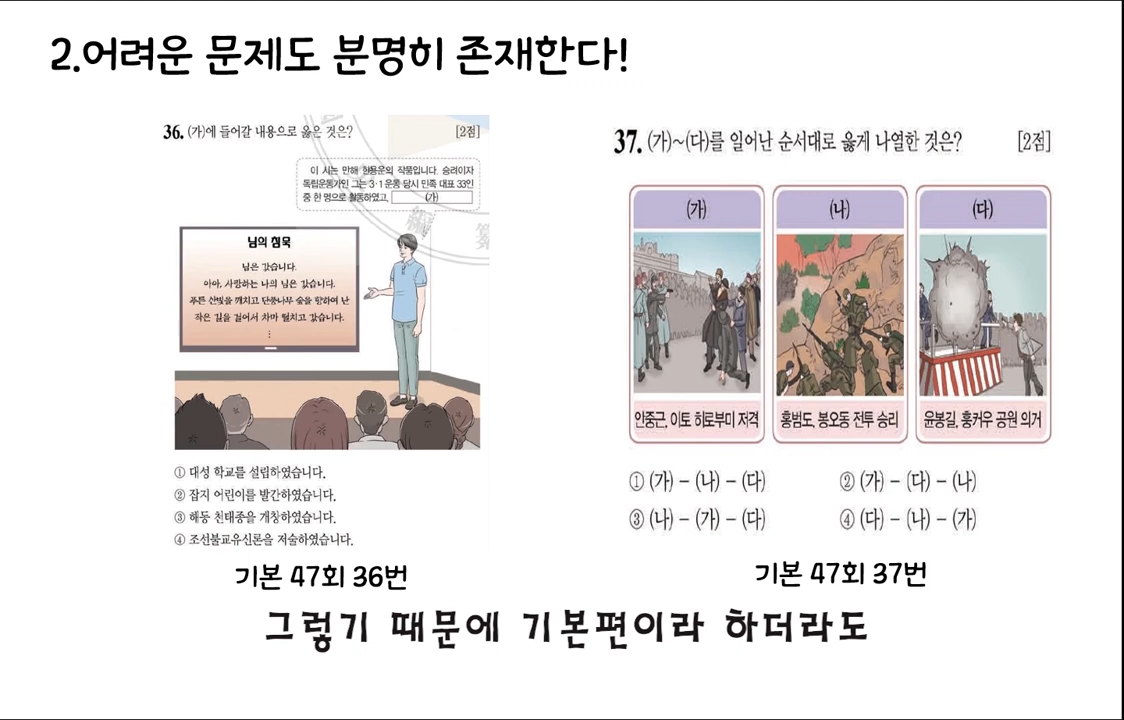 2.어려운 문제도 분명히 존재한다!
36. (가)에 들어갈 내용으로 옳은 것은? [2점]
이 시는 만해 한용운의 작품입니다. 승려이자
독립운동가인 그는 3·1 운동 당시 민족 대표 33인
중 한 명으로 활동하였고, (가)
님의 침묵
님은 갔습니다.
아아, 사랑하는 나의 님은 갔습니다.
푸른 산빛을 깨치고 단풍나무 숲을 향하여 난
작은 길을 걸어서 차마 떨치고 갔습니다.
⋮
① 대성 학교를 설립하였습니다.
② 잡지 어린이를 발간하였습니다.
③ 해동 천태종을 개창하였습니다.
④ 조선불교유신론을 저술하였습니다.
기본 47회 36번
37. (가)~(다)를 일어난 순서대로 옳게 나열한 것은? [2점]
(가) (나) (다)
안중근, 이토 히로부미 저격 홍범도, 봉오동 전투 승리 윤봉길, 훙커우 공원 의거
① (가) - (나) - (다) ② (가) - (다) - (나)
③ (나) - (가) - (다) ④ (다) - (나) - (가)
기본 47회 37번
그렇기 때문에 기본편이라 하더라도